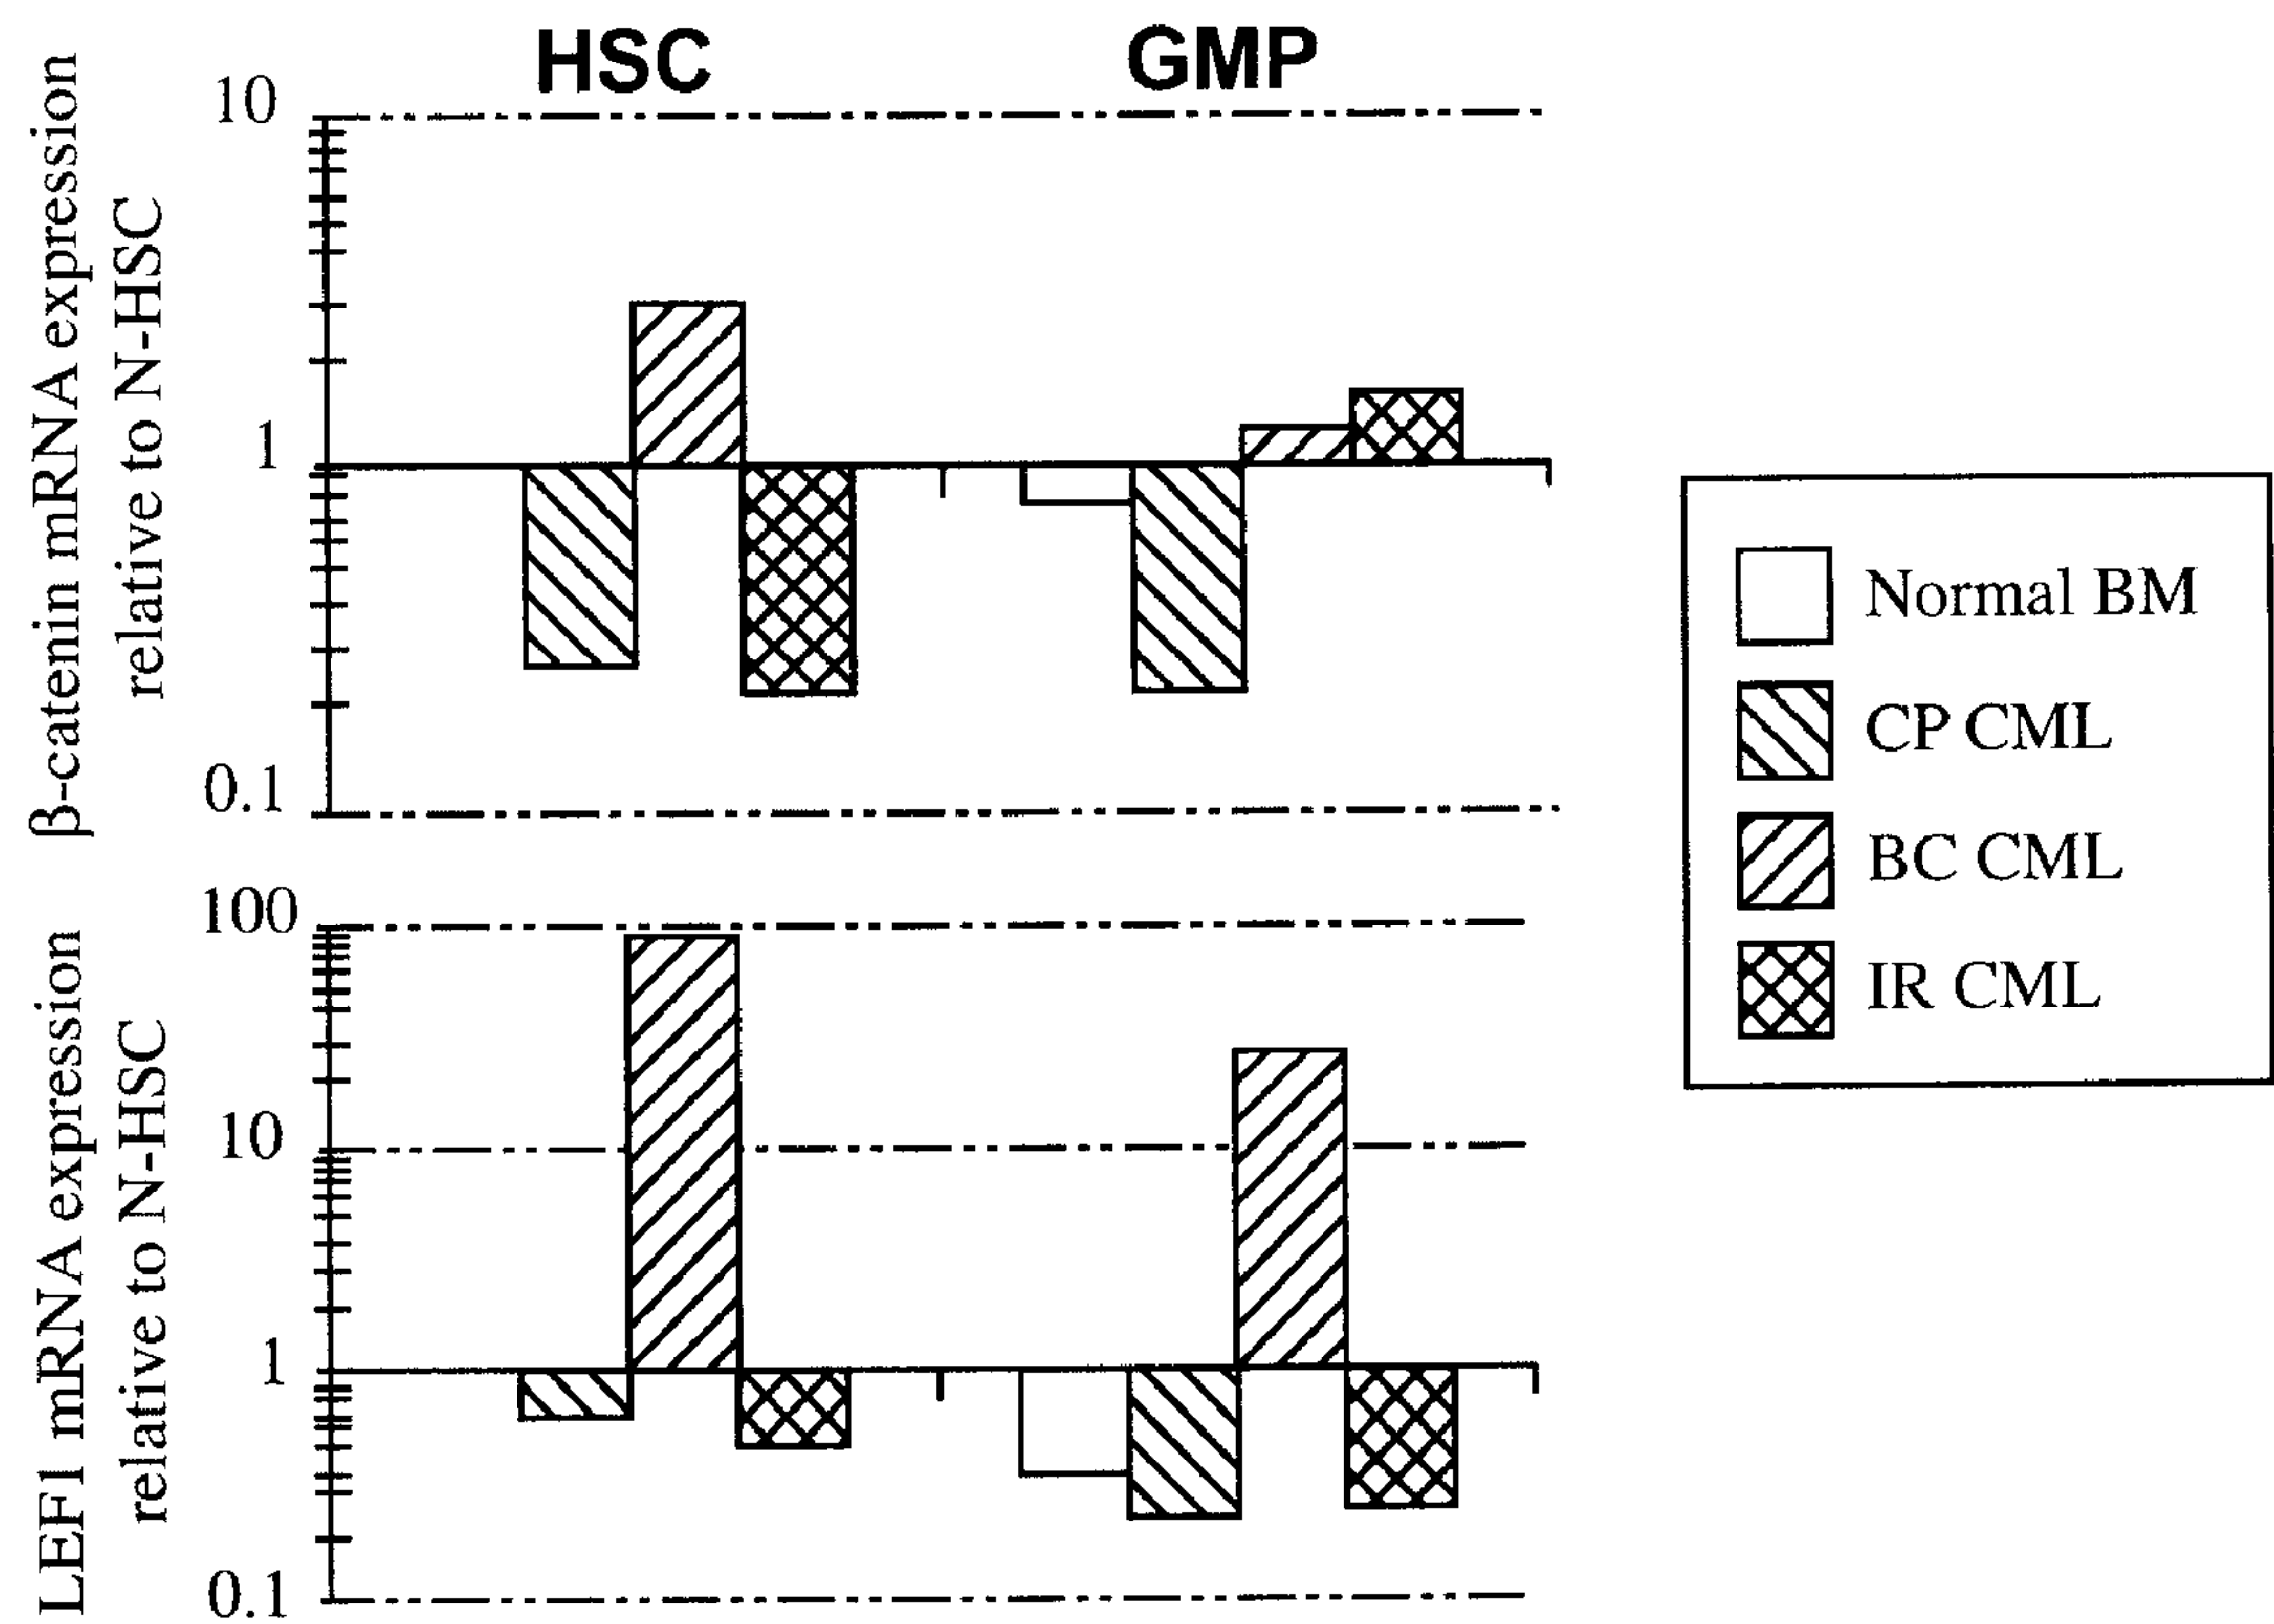 HSC GMP
β-catenin mRNA expression
relative to N-HSC
10
1
0.1
LEF1 mRNA expression
relative to N-HSC
100
10
1
0.1
Normal BM
CP CML
BC CML
IR CML